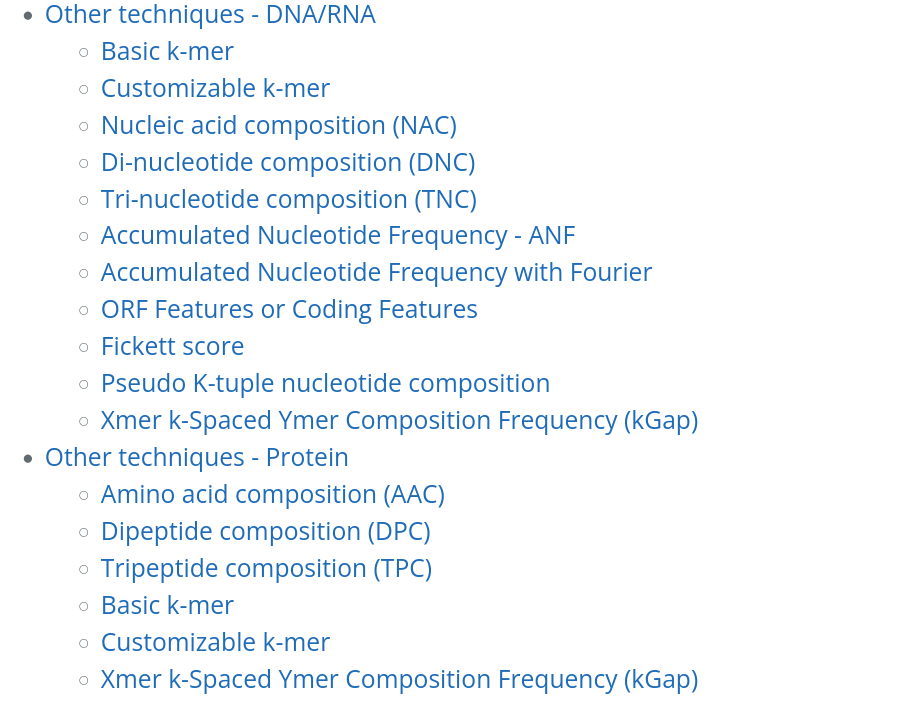 Other techniques - DNA/RNA
Basic k-mer
Customizable k-mer
Nucleic acid composition (NAC)
Di-nucleotide composition (DNC)
Tri-nucleotide composition (TNC)
Accumulated Nucleotide Frequency - ANF
Accumulated Nucleotide Frequency with Fourier
ORF Features or Coding Features
Fickett score
Pseudo K-tuple nucleotide composition
Xmer k-Spaced Ymer Composition Frequency (kGap)
Other techniques - Protein
Amino acid composition (AAC)
Dipeptide composition (DPC)
Tripeptide composition (TPC)
Basic k-mer
Customizable k-mer
Xmer k-Spaced Ymer Composition Frequency (kGap)